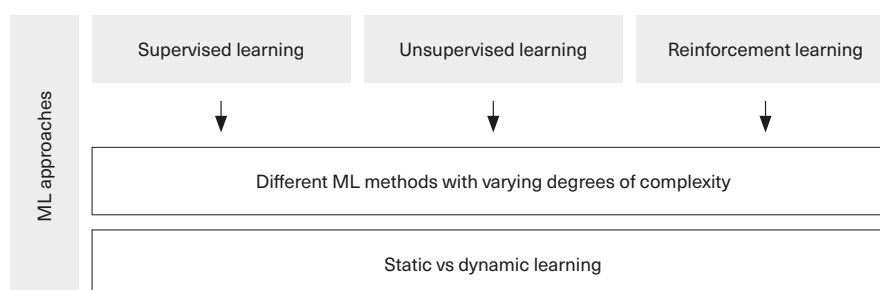 ML approaches
Supervised learning
Unsupervised learning
Reinforcement learning
Different ML methods with varying degrees of complexity
Static vs dynamic learning